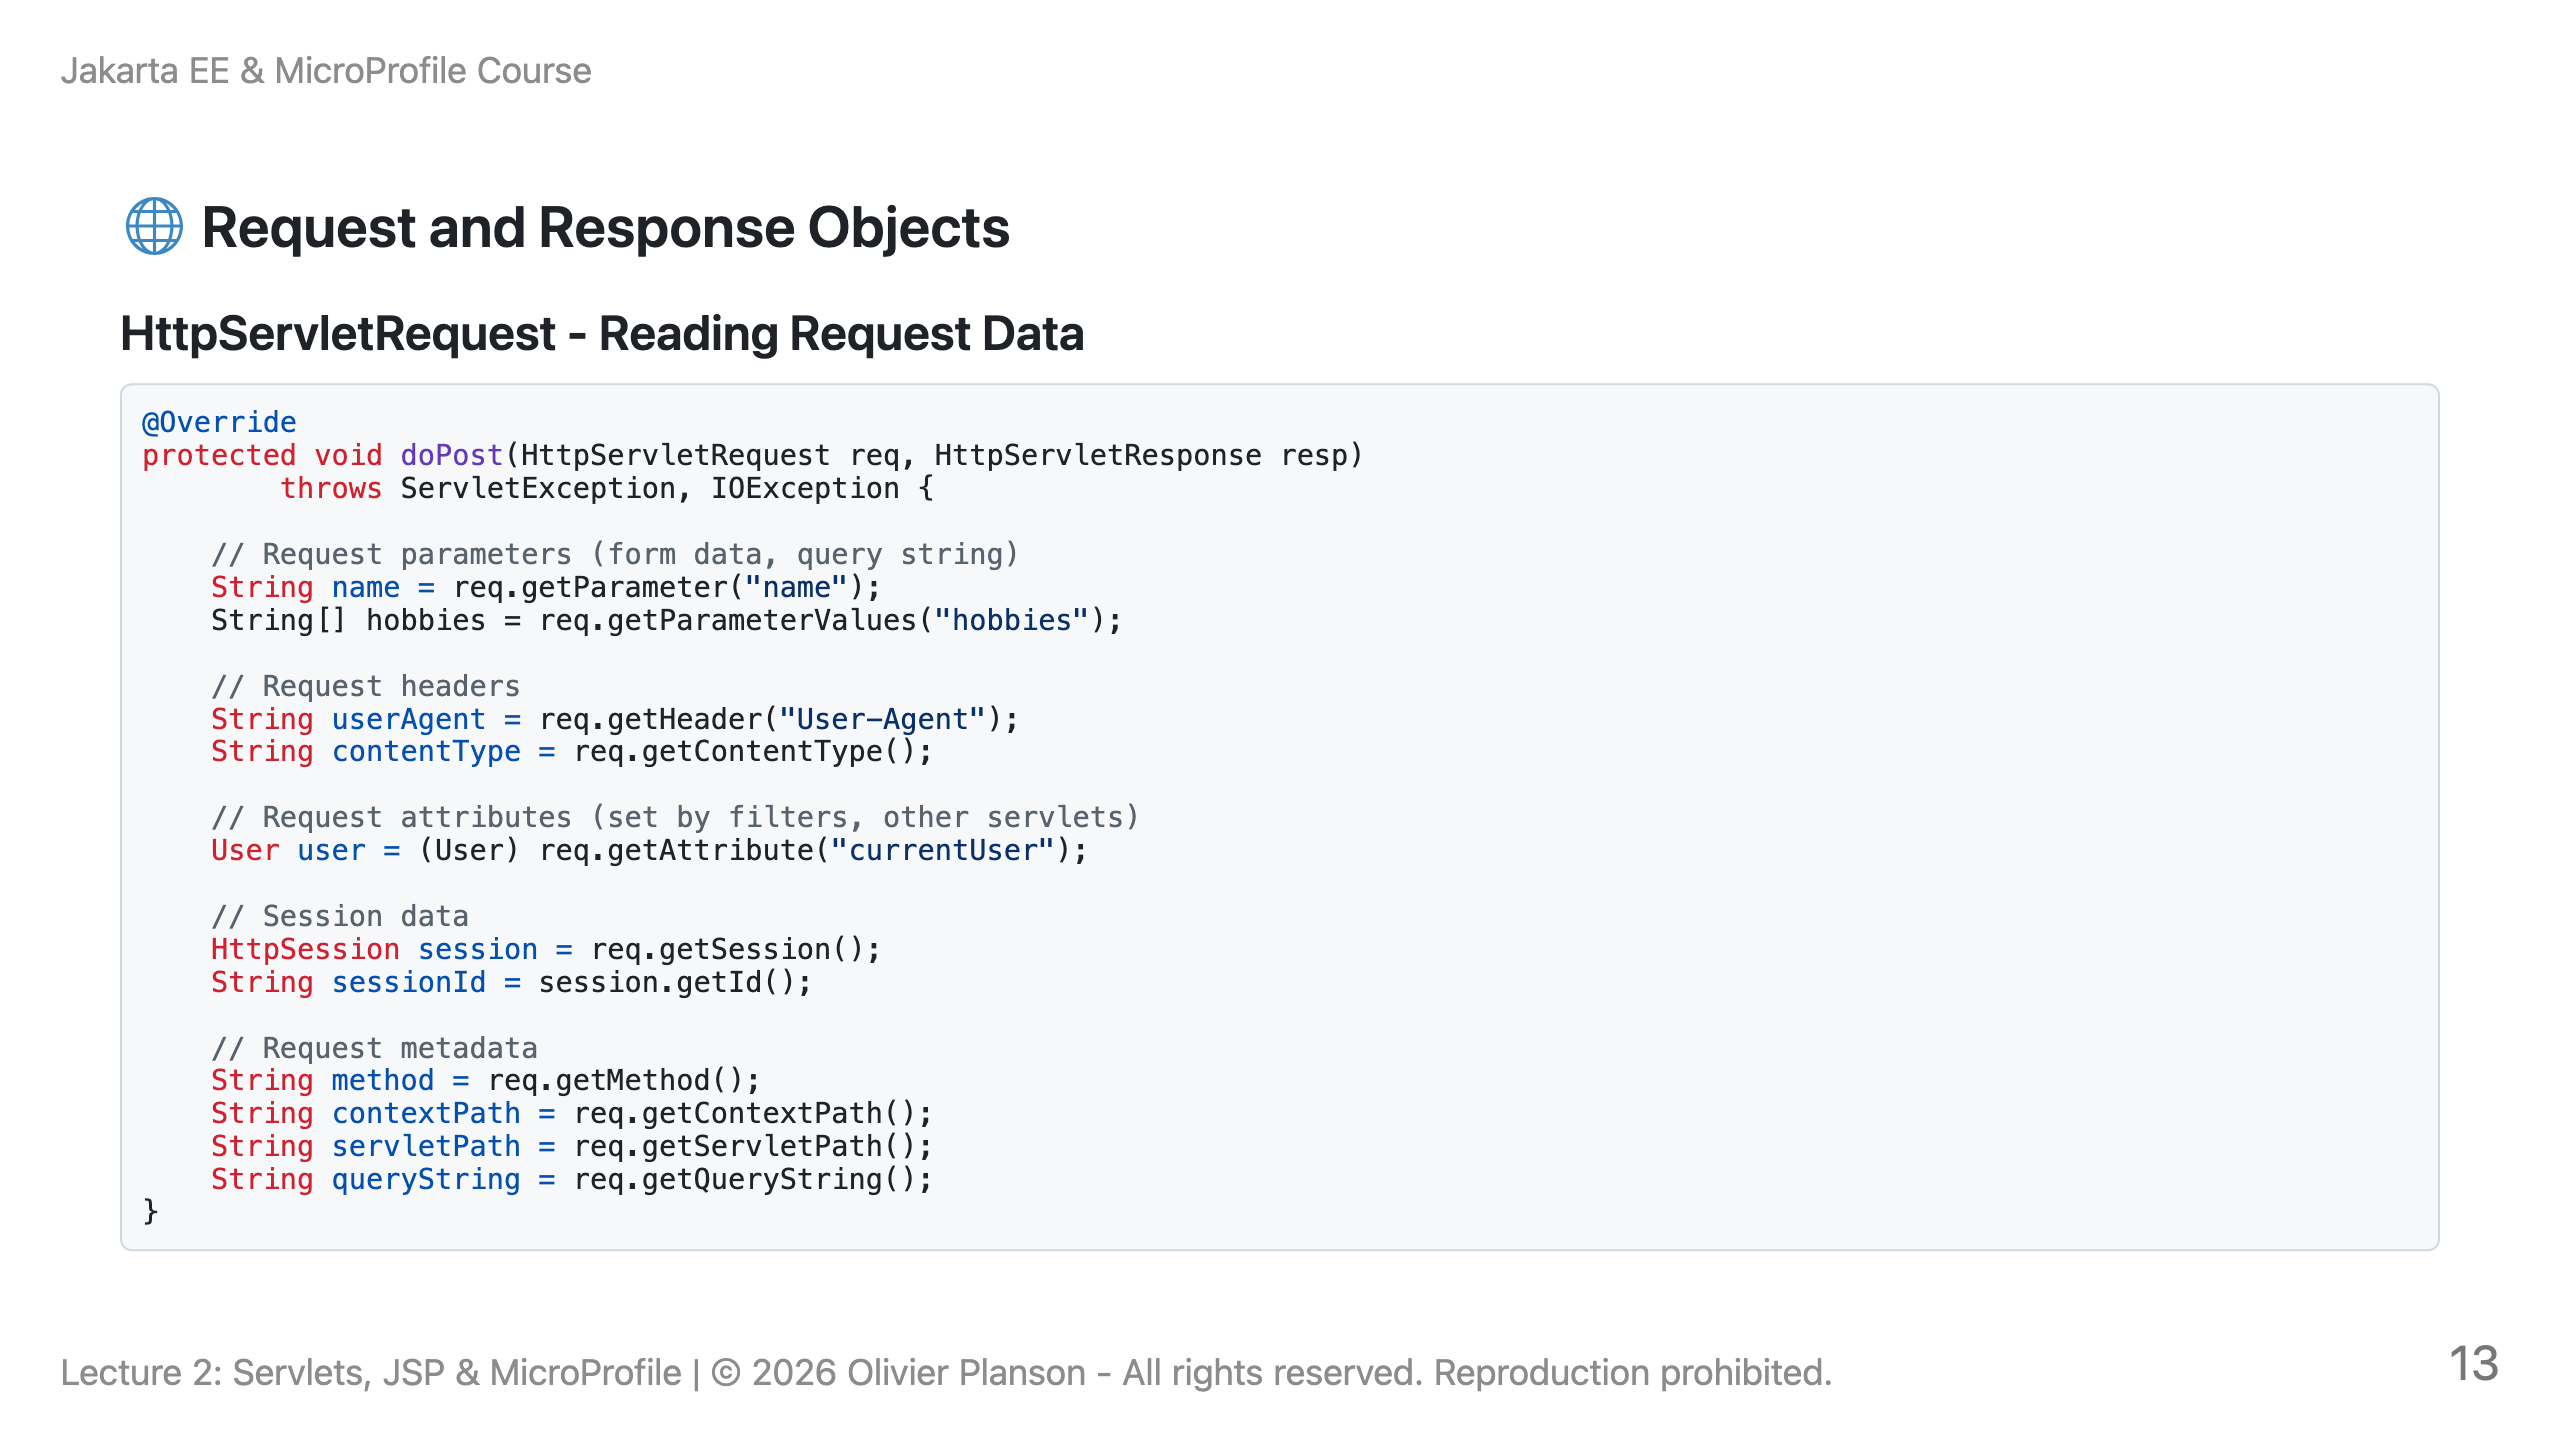 Jakarta EE & MicroProfile Course
🌐 Request and Response Objects
HttpServletRequest - Reading Request Data
@Override
protected void doPost(HttpServletRequest req, HttpServletResponse resp)
        throws ServletException, IOException {

    // Request parameters (form data, query string)
    String name = req.getParameter("name");
    String[] hobbies = req.getParameterValues("hobbies");

    // Request headers
    String userAgent = req.getHeader("User-Agent");
    String contentType = req.getContentType();

    // Request attributes (set by filters, other servlets)
    User user = (User) req.getAttribute("currentUser");

    // Session data
    HttpSession session = req.getSession();
    String sessionId = session.getId();

    // Request metadata
    String method = req.getMethod();
    String contextPath = req.getContextPath();
    String servletPath = req.getServletPath();
    String queryString = req.getQueryString();
}
Lecture 2: Servlets, JSP & MicroProfile | © 2026 Olivier Planson - All rights reserved. Reproduction prohibited.
13